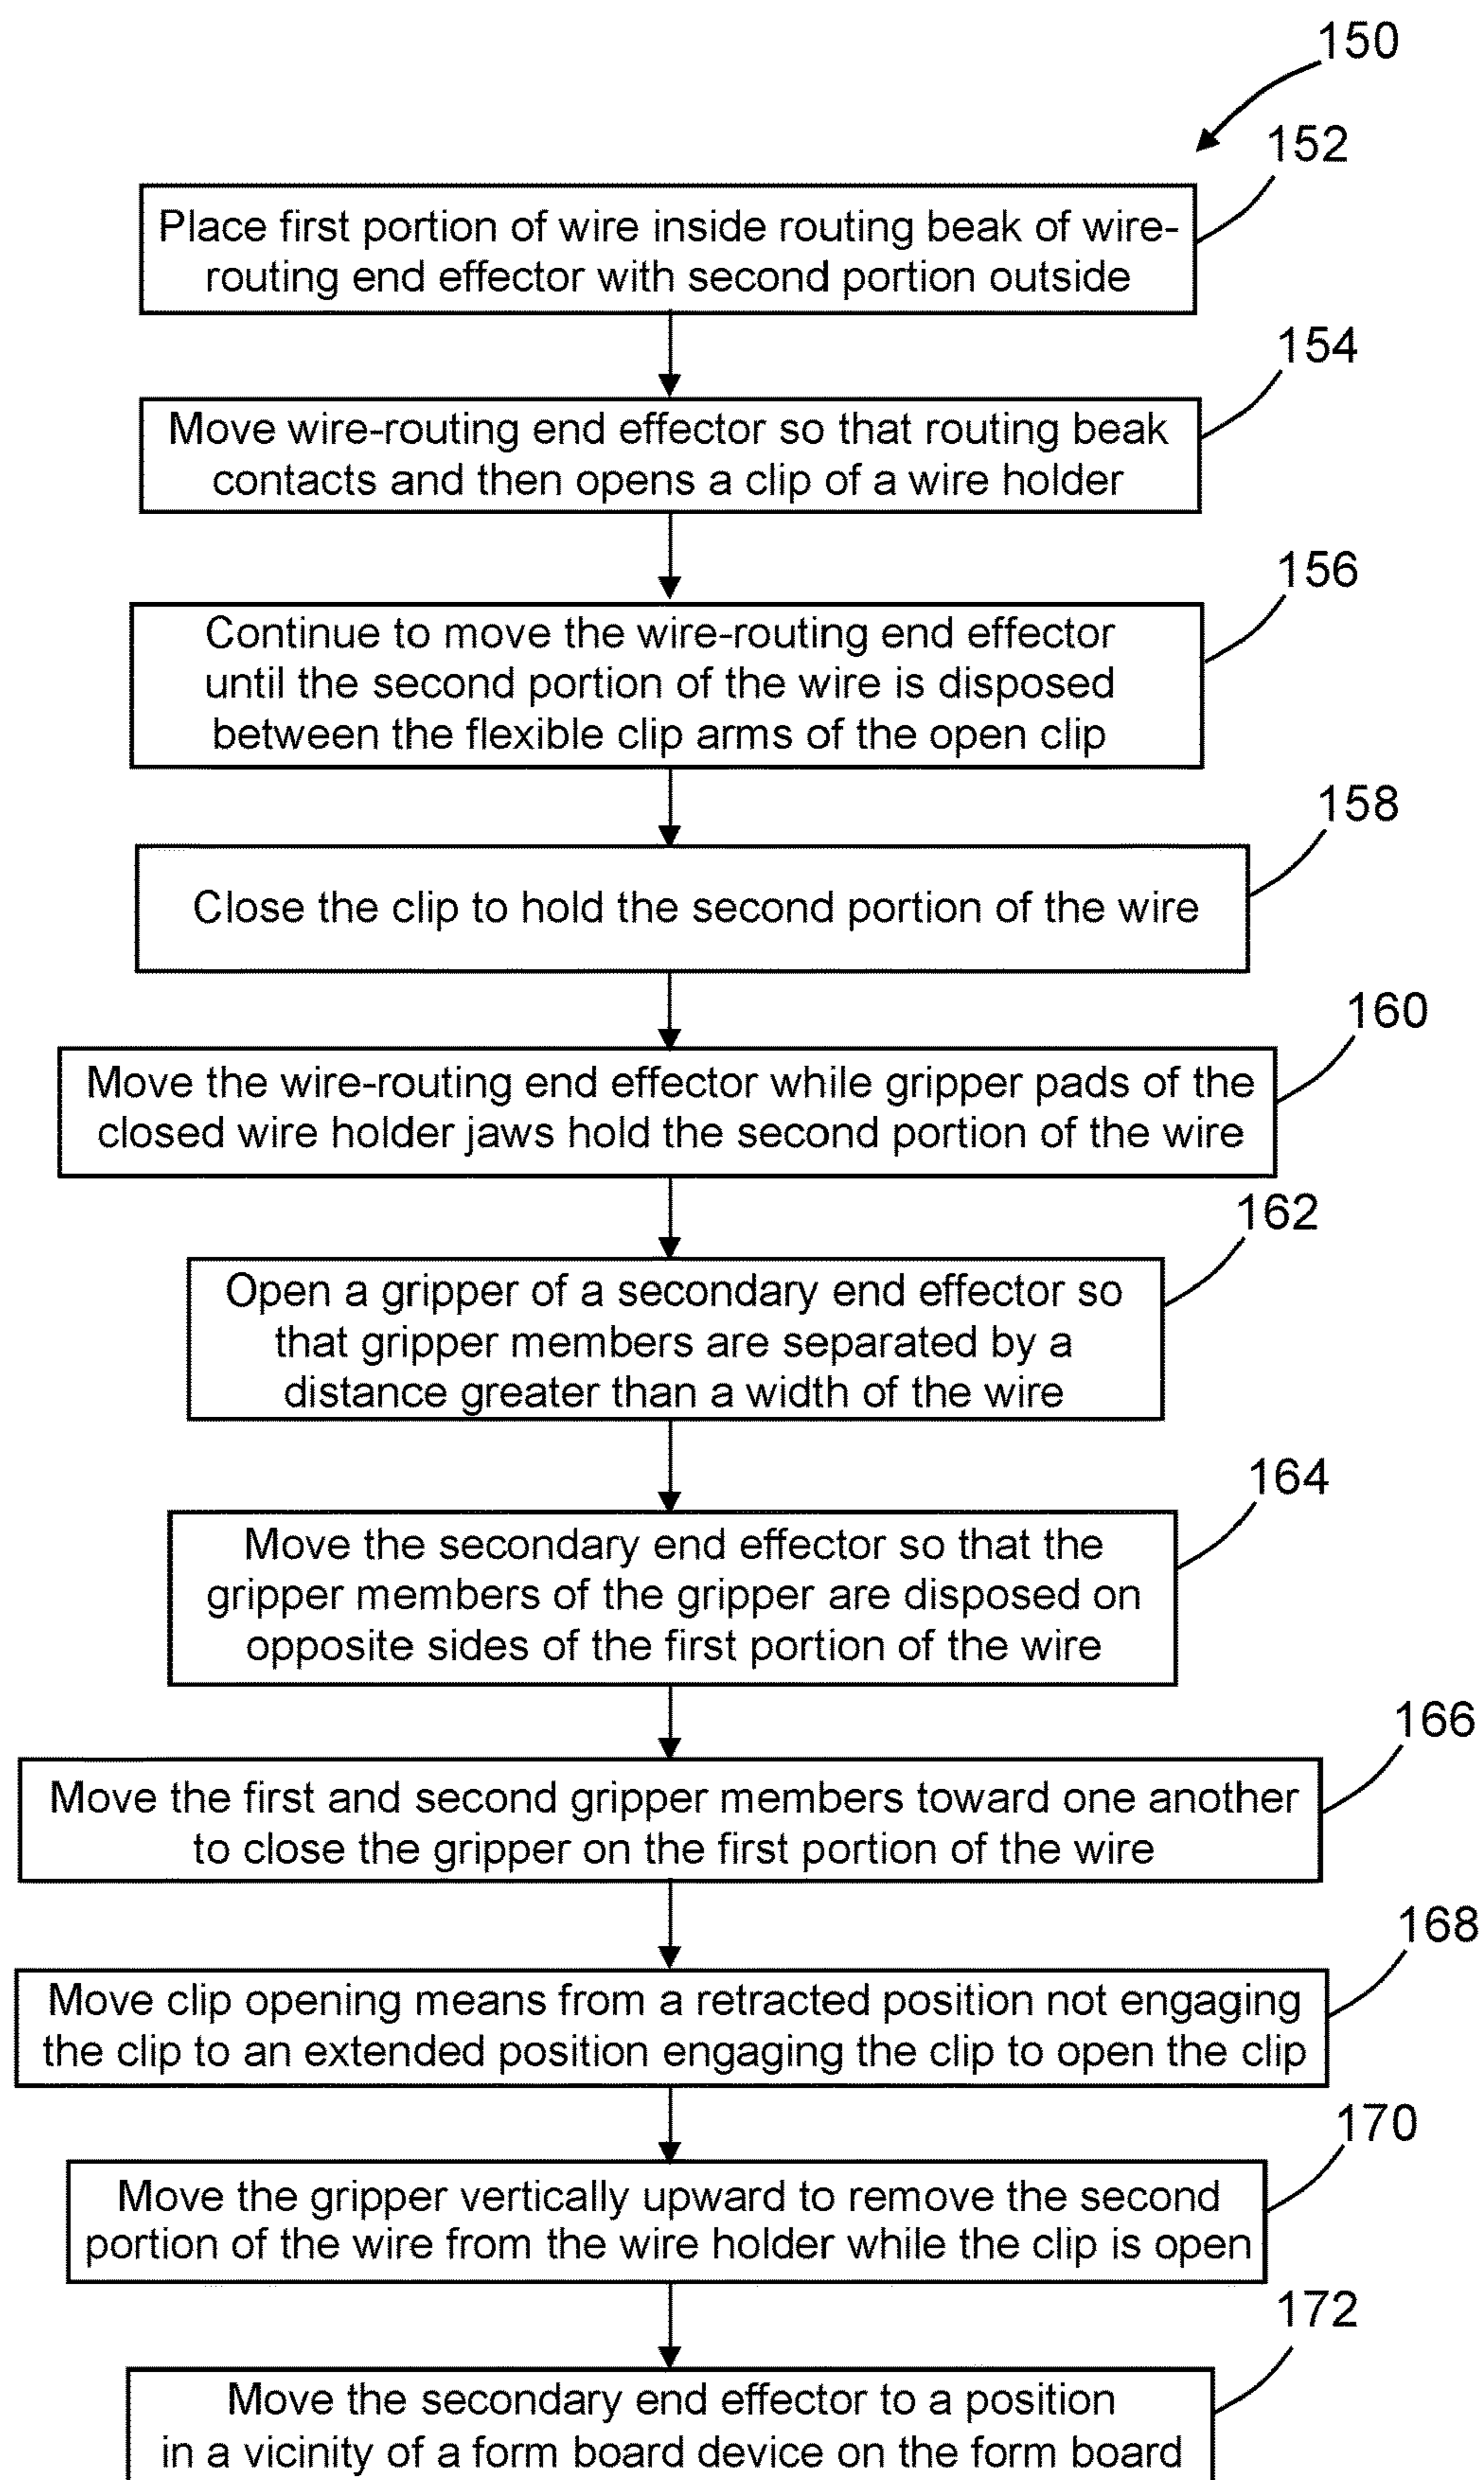 150
152
Place first portion of wire inside routing beak of wire-
routing end effector with second portion outside
154
Move wire-routing end effector so that routing beak
contacts and then opens a clip of a wire holder
156
Continue to move the wire-routing end effector
until the second portion of the wire is disposed
between the flexible clip arms of the open clip
158
Close the clip to hold the second portion of the wire
160
Move the wire-routing end effector while gripper pads of the
closed wire holder jaws hold the second portion of the wire
162
Open a gripper of a secondary end effector so
that gripper members are separated by a
distance greater than a width of the wire
164
Move the secondary end effector so that the
gripper members of the gripper are disposed on
opposite sides of the first portion of the wire
166
Move the first and second gripper members toward one another
to close the gripper on the first portion of the wire
168
Move clip opening means from a retracted position not engaging
the clip to an extended position engaging the clip to open the clip
170
Move the gripper vertically upward to remove the second
portion of the wire from the wire holder while the clip is open
172
Move the secondary end effector to a position
in a vicinity of a form board device on the form board